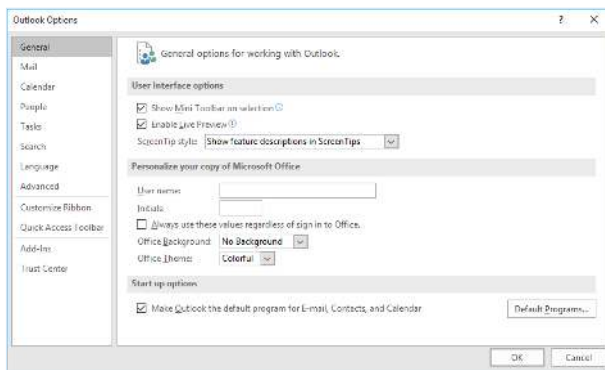 Outlook Options
General
Mail
Calendar
People
Tasks
Search
Language
Advanced
Customize Ribbon
Quick Access Toolbar
Add-Ins
Trust Center
General options for working with Outlook.
User Interface options
Show Mini Toolbar on selection
Enable Live Preview
ScreenTip style: Show feature descriptions in ScreenTips
Personalize your copy of Microsoft Office
User name:
Initials:
Always use these values regardless of sign in to Office.
Office Background: No Background
Office Theme: Colorful
Start up options
Make Outlook the default program for E-mail, Contacts, and Calendar
Default Programs...
OK Cancel